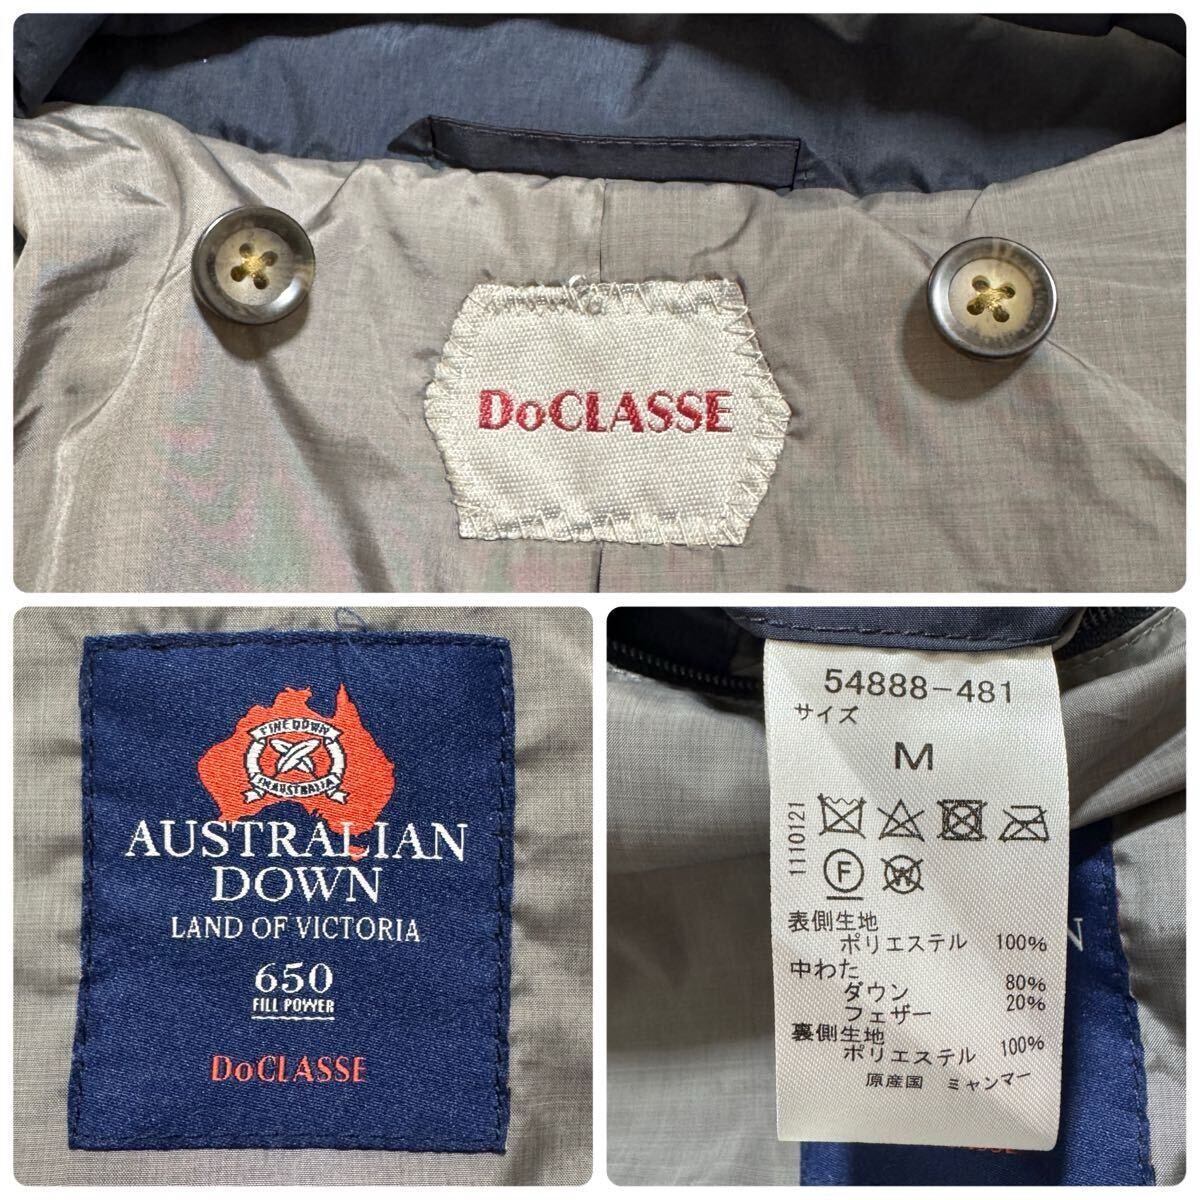 DoCLASSE
FINE DOWN
IN AUSTRALIA
AUSTRALIAN
DOWN
LAND OF VICTORIA
650
FILL POWER
DoCLASSE
54888-481
サイズ
M
1110121
F
W
表側生地
ポリエステル 100%
中わた
ダウン 80%
フェザー 20%
裏側生地
ポリエステル 100%
原産国 ミャンマー
N